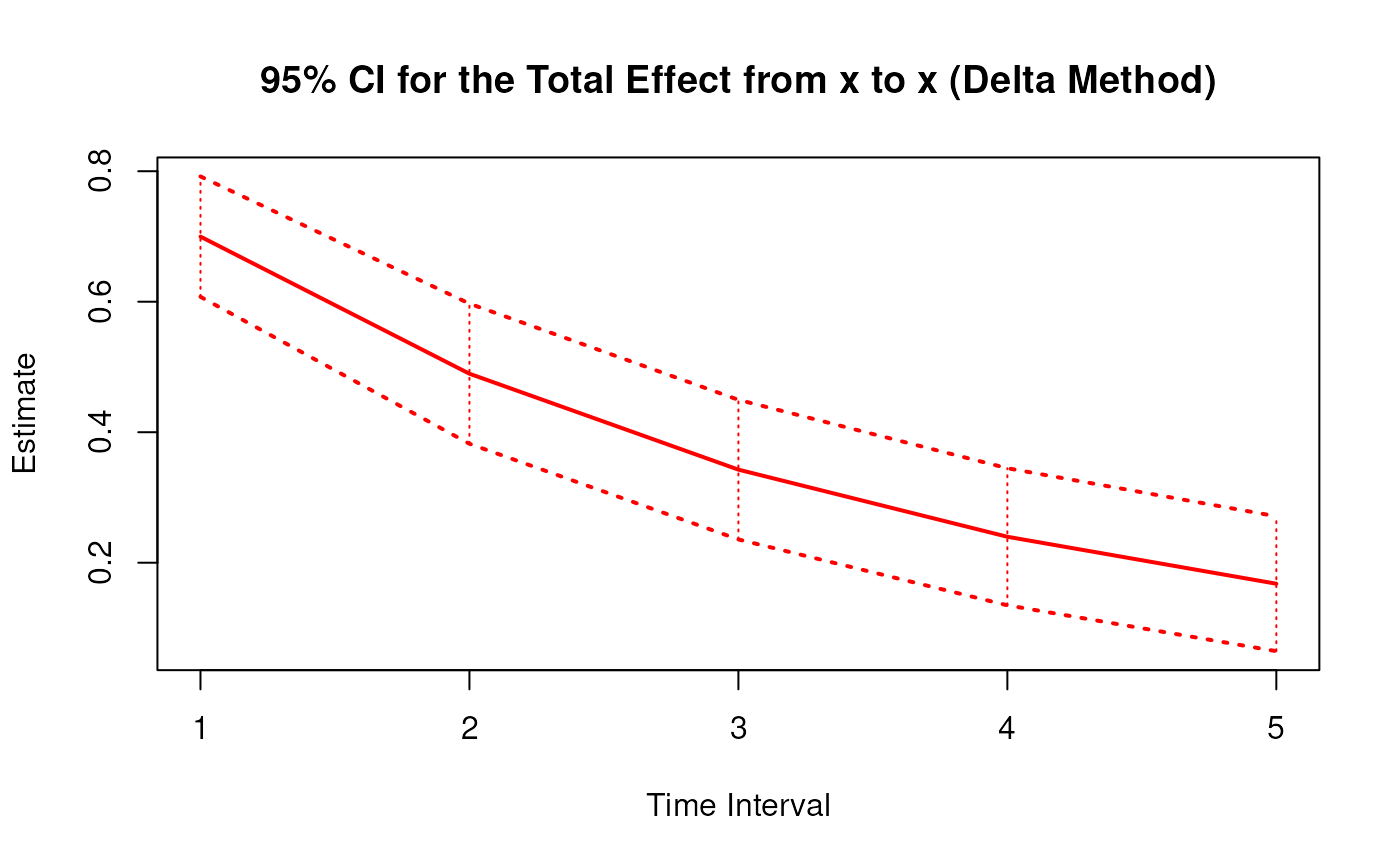 95% CI for the Total Effect from x to x (Delta Method)
Estimate
0.8
0.6
0.4
0.2
1 2 3 4 5
Time Interval